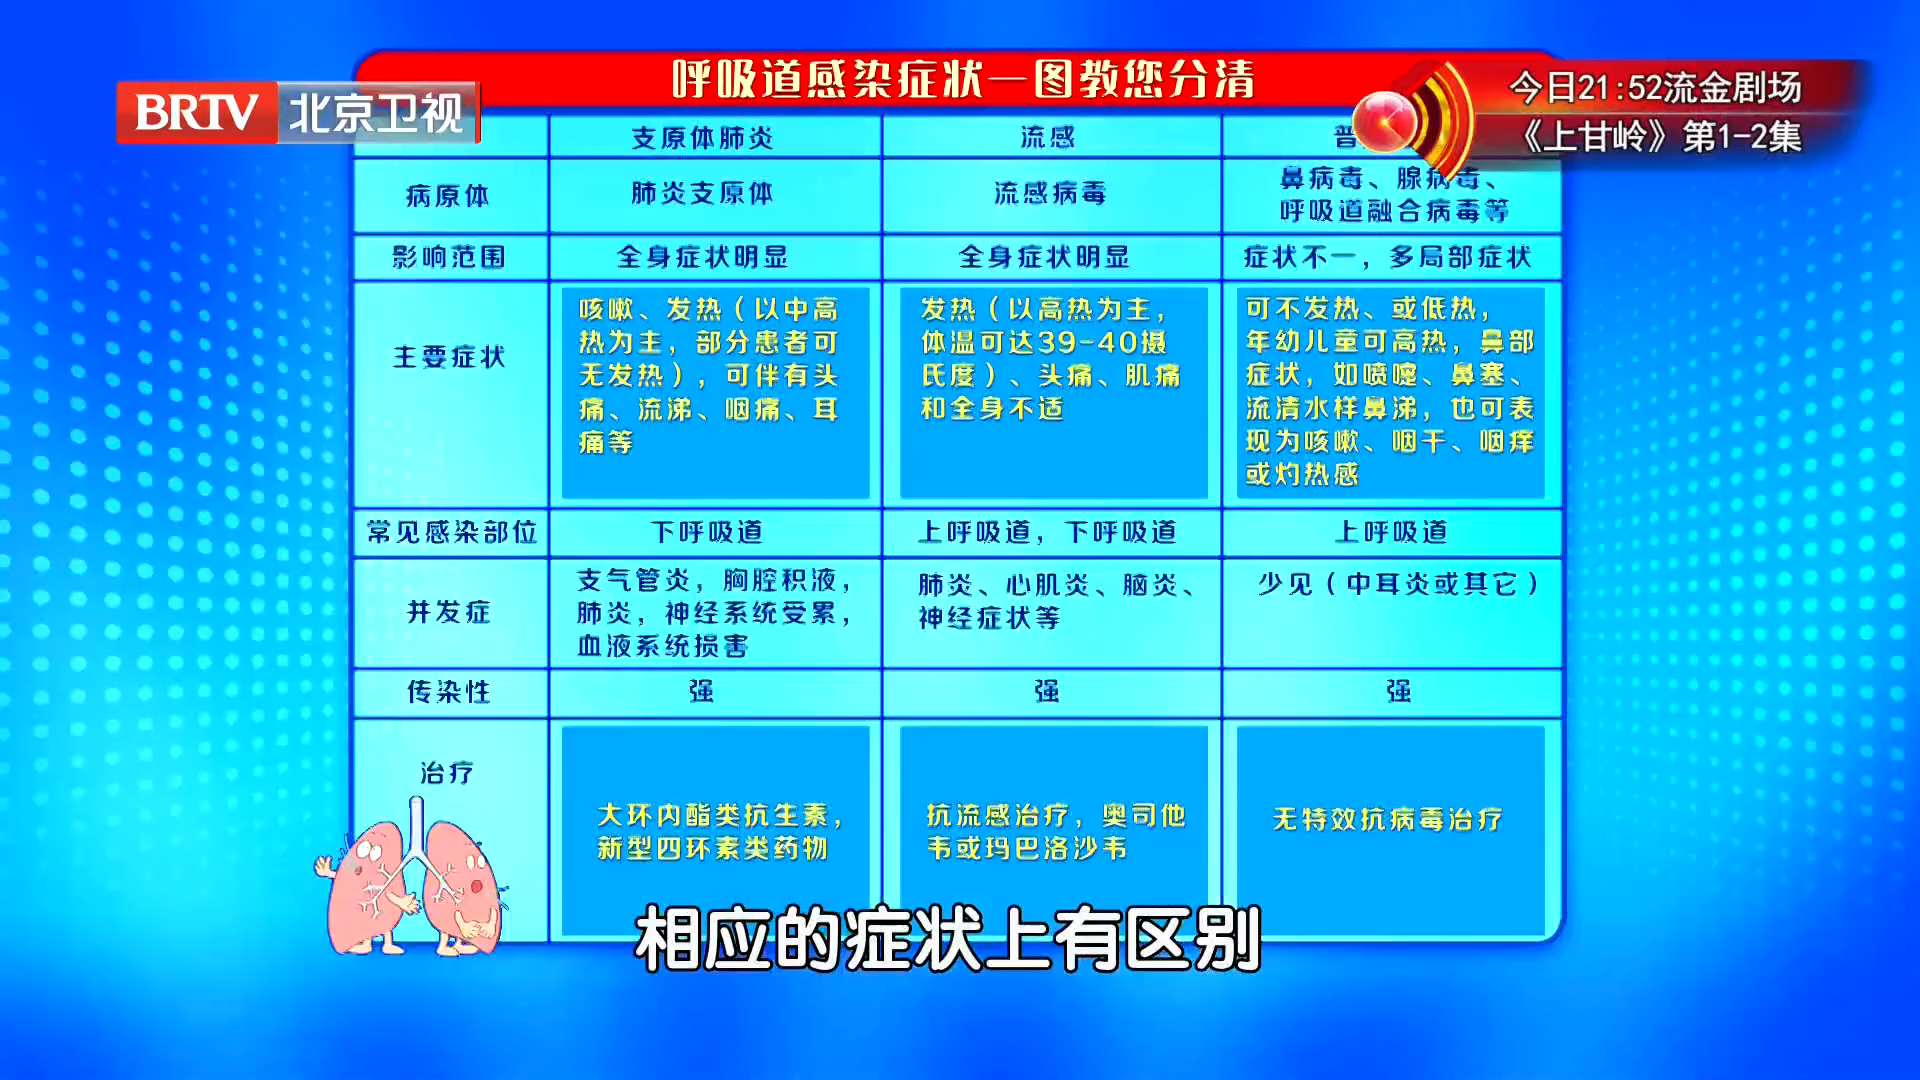 呼吸道感染症状一图教您分清
BRTV 北京卫视
今日21:52流金剧场
《上甘岭》第1-2集
支原体肺炎
流感
普
病原体
肺炎支原体
流感病毒
鼻病毒、腺病毒、
呼吸道融合病毒等
影响范围
全身症状明显
全身症状明显
症状不一，多局部症状
主要症状
咳嗽、发热（以中高
热为主，部分患者可
无发热），可伴有头
痛、流涕、咽痛、耳
痛等
发热（以高热为主，
体温可达39-40摄
氏度）、头痛、肌痛
和全身不适
可不发热、或低热，
年幼儿童可高热，鼻部
症状，如喷嚏、鼻塞、
流清水样鼻涕，也可表
现为咳嗽、咽干、咽痒
或灼热感
常见感染部位
下呼吸道
上呼吸道，下呼吸道
上呼吸道
并发症
支气管炎，胸腔积液，
肺炎，神经系统受累，
血液系统损害
肺炎、心肌炎、脑炎、
神经症状等
少见（中耳炎或其它）
传染性
强
强
强
治疗
大环内酯类抗生素，
新型四环素类药物
抗流感治疗，奥司他
韦或玛巴洛沙韦
无特效抗病毒治疗
相应的症状上有区别